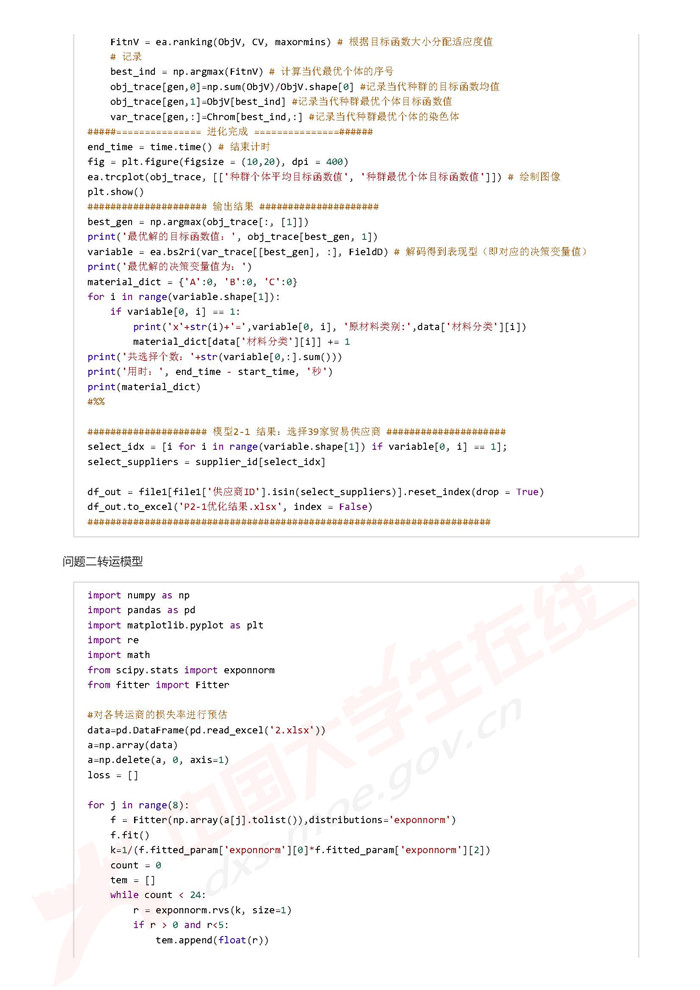 FitnV = ea.ranking(ObjV, CV, maxormins) # 根据目标函数大小分配适应度值
    # 记录
    best_ind = np.argmax(FitnV) # 计算当代最优个体的序号
    obj_trace[gen,0]=np.sum(ObjV)/ObjV.shape[0] #记录当代种群的目标函数均值
    obj_trace[gen,1]=ObjV[best_ind] #记录当代种群最优个体目标函数值
    var_trace[gen,:]=Chrom[best_ind,:] #记录当代种群最优个体的染色体
#####=============== 进化完成 ===============######
end_time = time.time() # 结束计时
fig = plt.figure(figsize = (10,20), dpi = 400)
ea.trcplot(obj_trace, [['种群个体平均目标函数值', '种群最优个体目标函数值']]) # 绘制图像
plt.show()
##################### 输出结果 #####################
best_gen = np.argmax(obj_trace[:, [1]])
print('最优解的目标函数值：', obj_trace[best_gen, 1])
variable = ea.bs2ri(var_trace[[best_gen], :], FieldD) # 解码得到表现型（即对应的决策变量值）
print('最优解的决策变量值为：')
material_dict = {'A':0, 'B':0, 'C':0}
for i in range(variable.shape[1]):
    if variable[0, i] == 1:
        print('x'+str(i)+'=',variable[0, i], '原材料类别:',data['材料分类'][i])
        material_dict[data['材料分类'][i]] += 1
print('共选择个数：'+str(variable[0,:].sum()))
print('用时：', end_time - start_time, '秒')
print(material_dict)
#%%
##################### 模型2-1 结果：选择39家贸易供应商 #####################
select_idx = [i for i in range(variable.shape[1]) if variable[0, i] == 1];
select_suppliers = supplier_id[select_idx]
df_out = file1[file1['供应商ID'].isin(select_suppliers)].reset_index(drop = True)
df_out.to_excel('P2-1优化结果.xlsx', index = False)
#######################################################################
问题二转运模型
import numpy as np
import pandas as pd
import matplotlib.pyplot as plt
import re
import math
from scipy.stats import exponnorm
from fitter import Fitter
#对各转运商的损失率进行预估
data=pd.DataFrame(pd.read_excel('2.xlsx'))
a=np.array(data)
a=np.delete(a, 0, axis=1)
loss = []
for j in range(8):
    f = Fitter(np.array(a[j].tolist()),distributions='exponnorm')
    f.fit()
    k=1/(f.fitted_param['exponnorm'][0]*f.fitted_param['exponnorm'][2])
    count = 0
    tem = []
    while count < 24:
        r = exponnorm.rvs(k, size=1)
        if r > 0 and r<5:
            tem.append(float(r))
中国大学生在线
dxs.moe.gov.cn